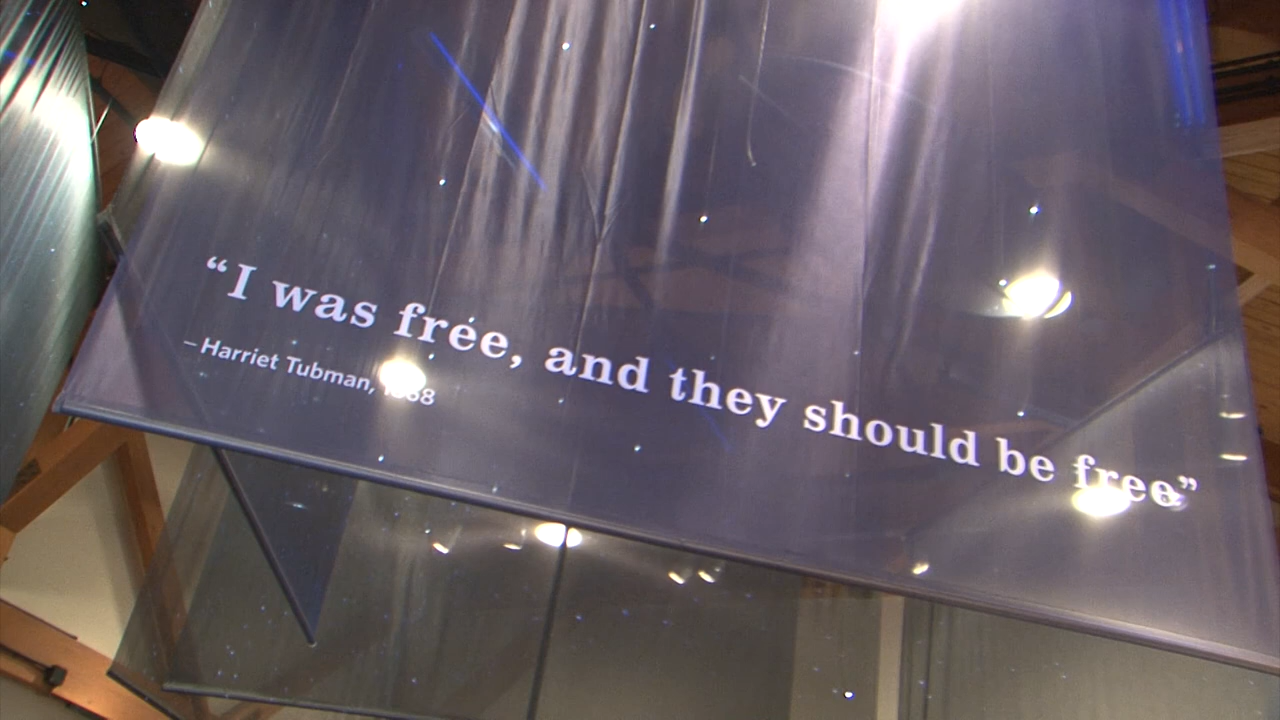 “I was free, and they should be free”
– Harriet Tubman,